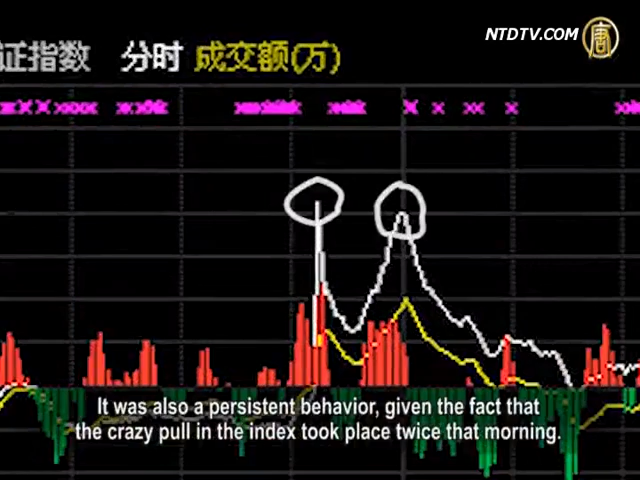 NTDTV.COM 唐
证指数 分时 成交额(万)
It was also a persistent behavior, given the fact that
the crazy pull in the index took place twice that morning.